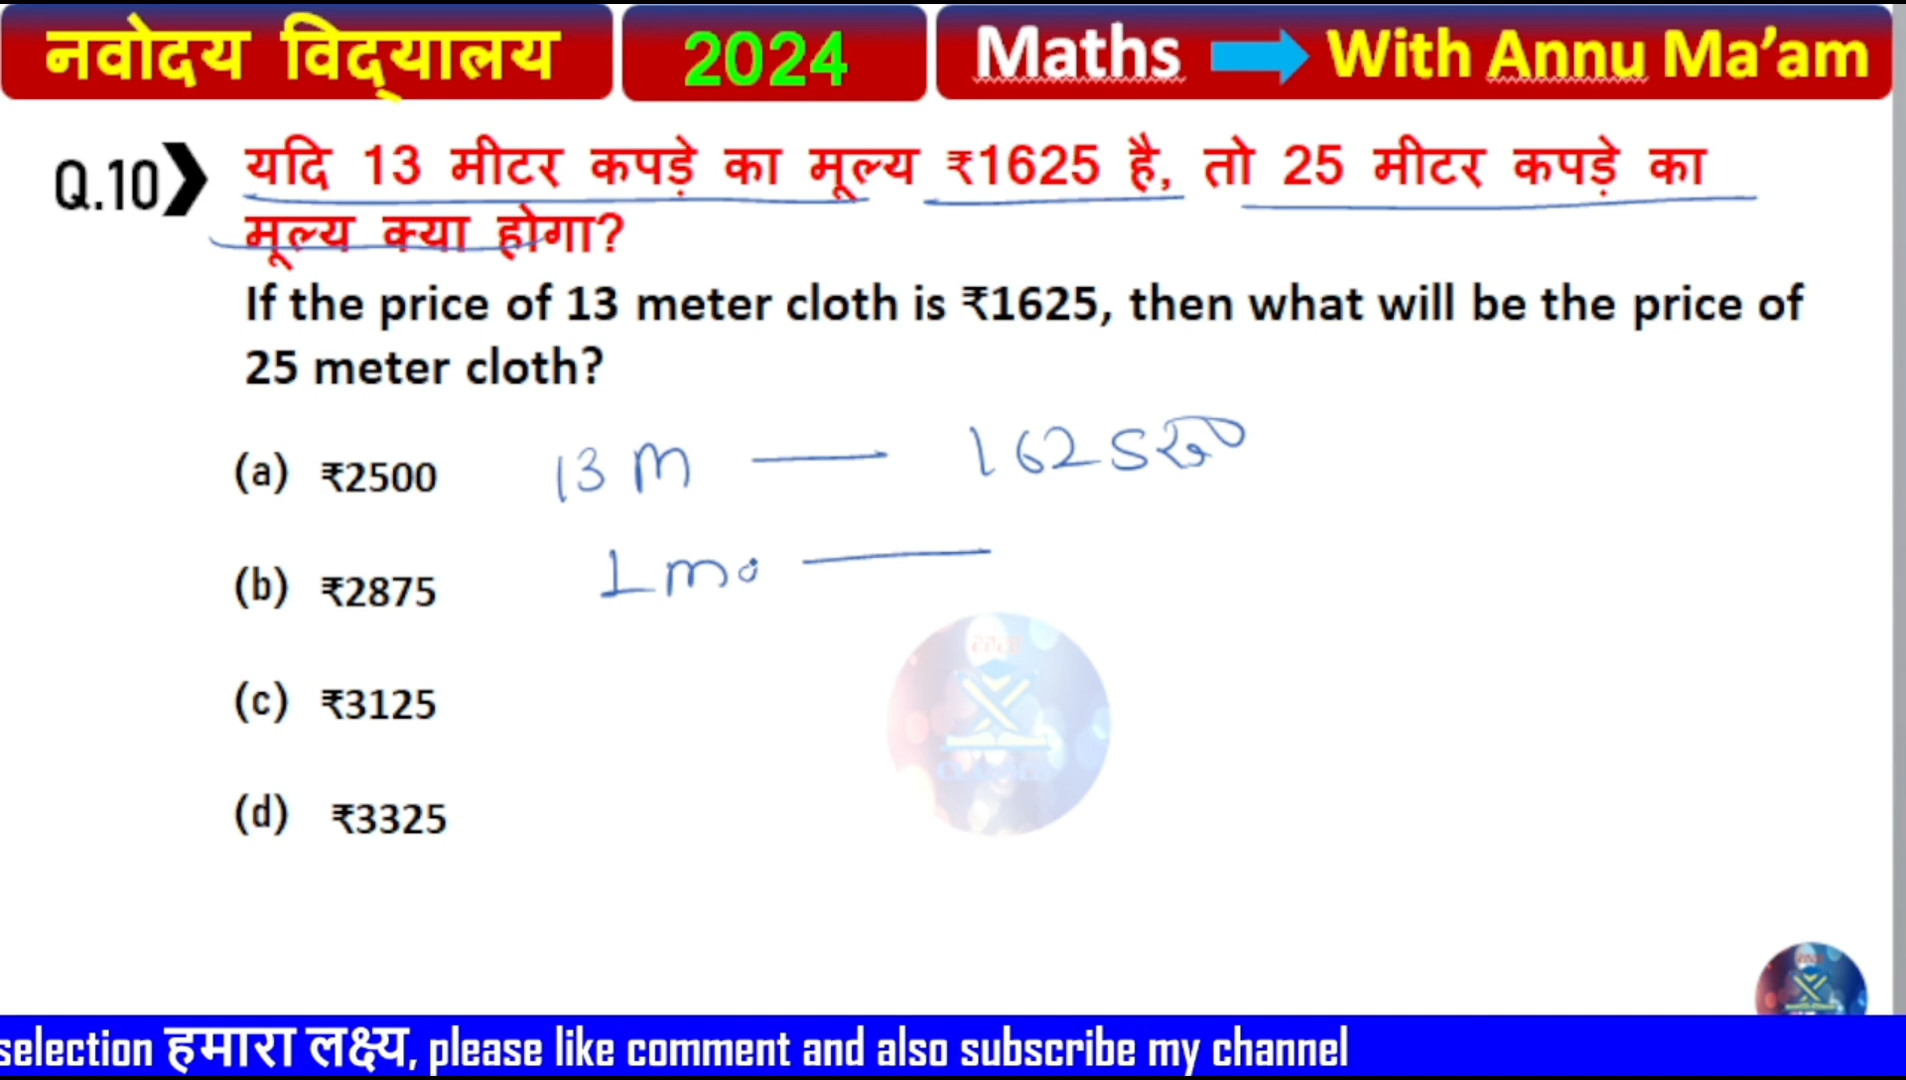 नवोदय विद्यालय 2024 Maths With Annu Ma’am
Q.10 यदि 13 मीटर कपड़े का मूल्य ₹1625 है, तो 25 मीटर कपड़े का
मूल्य क्या होगा?
If the price of 13 meter cloth is ₹1625, then what will be the price of
25 meter cloth?
(a) ₹2500
13 m — 1625 रू०
(b) ₹2875
1 m० —
(c) ₹3125
(d) ₹3325
selection हमारा लक्ष्य, please like comment and also subscribe my channel